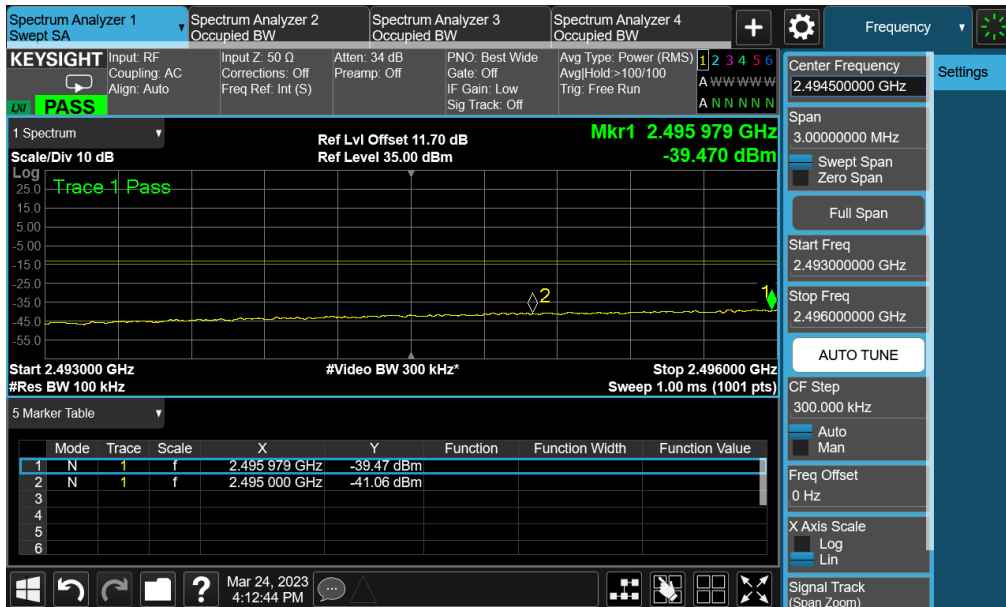 Spectrum Analyzer 1
Swept SA
Spectrum Analyzer 2
Occupied BW
Spectrum Analyzer 3
Occupied BW
Spectrum Analyzer 4
Occupied BW
+
Frequency
KEYSIGHT
LXI
PASS
Input: RF
Coupling: AC
Align: Auto
Input Z: 50 Ω
Corrections: Off
Freq Ref: Int (S)
Atten: 34 dB
Preamp: Off
PNO: Best Wide
Gate: Off
IF Gain: Low
Sig Track: Off
Avg Type: Power (RMS)
Avg|Hold:>100/100
Trig: Free Run
1 2 3 4 5 6
A W W W W W
A N N N N N
1 Spectrum
Scale/Div 10 dB
Ref Lvl Offset 11.70 dB
Ref Level 35.00 dBm
Mkr1 2.495 979 GHz
-39.470 dBm
Log
Trace 1 Pass
25.0
15.0
5.00
-5.00
-15.0
-25.0
-35.0
-45.0
-55.0
2
1
Start 2.493000 GHz
#Res BW 100 kHz
#Video BW 300 kHz*
Stop 2.496000 GHz
Sweep 1.00 ms (1001 pts)
5 Marker Table
Mode Trace Scale X Y Function Function Width Function Value
1 N 1 f 2.495 979 GHz -39.47 dBm
2 N 1 f 2.495 000 GHz -41.06 dBm
3
4
5
6
Center Frequency
2.494500000 GHz
Span
3.00000000 MHz
Swept Span
Zero Span
Full Span
Start Freq
2.493000000 GHz
Stop Freq
2.496000000 GHz
AUTO TUNE
CF Step
300.000 kHz
Auto
Man
Freq Offset
0 Hz
X Axis Scale
Log
Lin
Signal Track
(Span Zoom)
Settings
?
Mar 24, 2023
4:12:44 PM